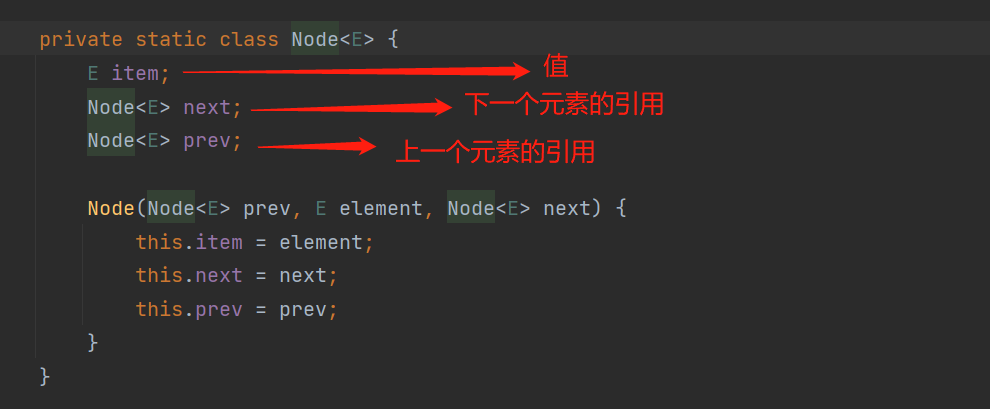 private static class Node<E> {
E item; 值
Node<E> next; 下一个元素的引用
Node<E> prev; 上一个元素的引用
Node(Node<E> prev, E element, Node<E> next) {
this.item = element;
this.next = next;
this.prev = prev;
}
}